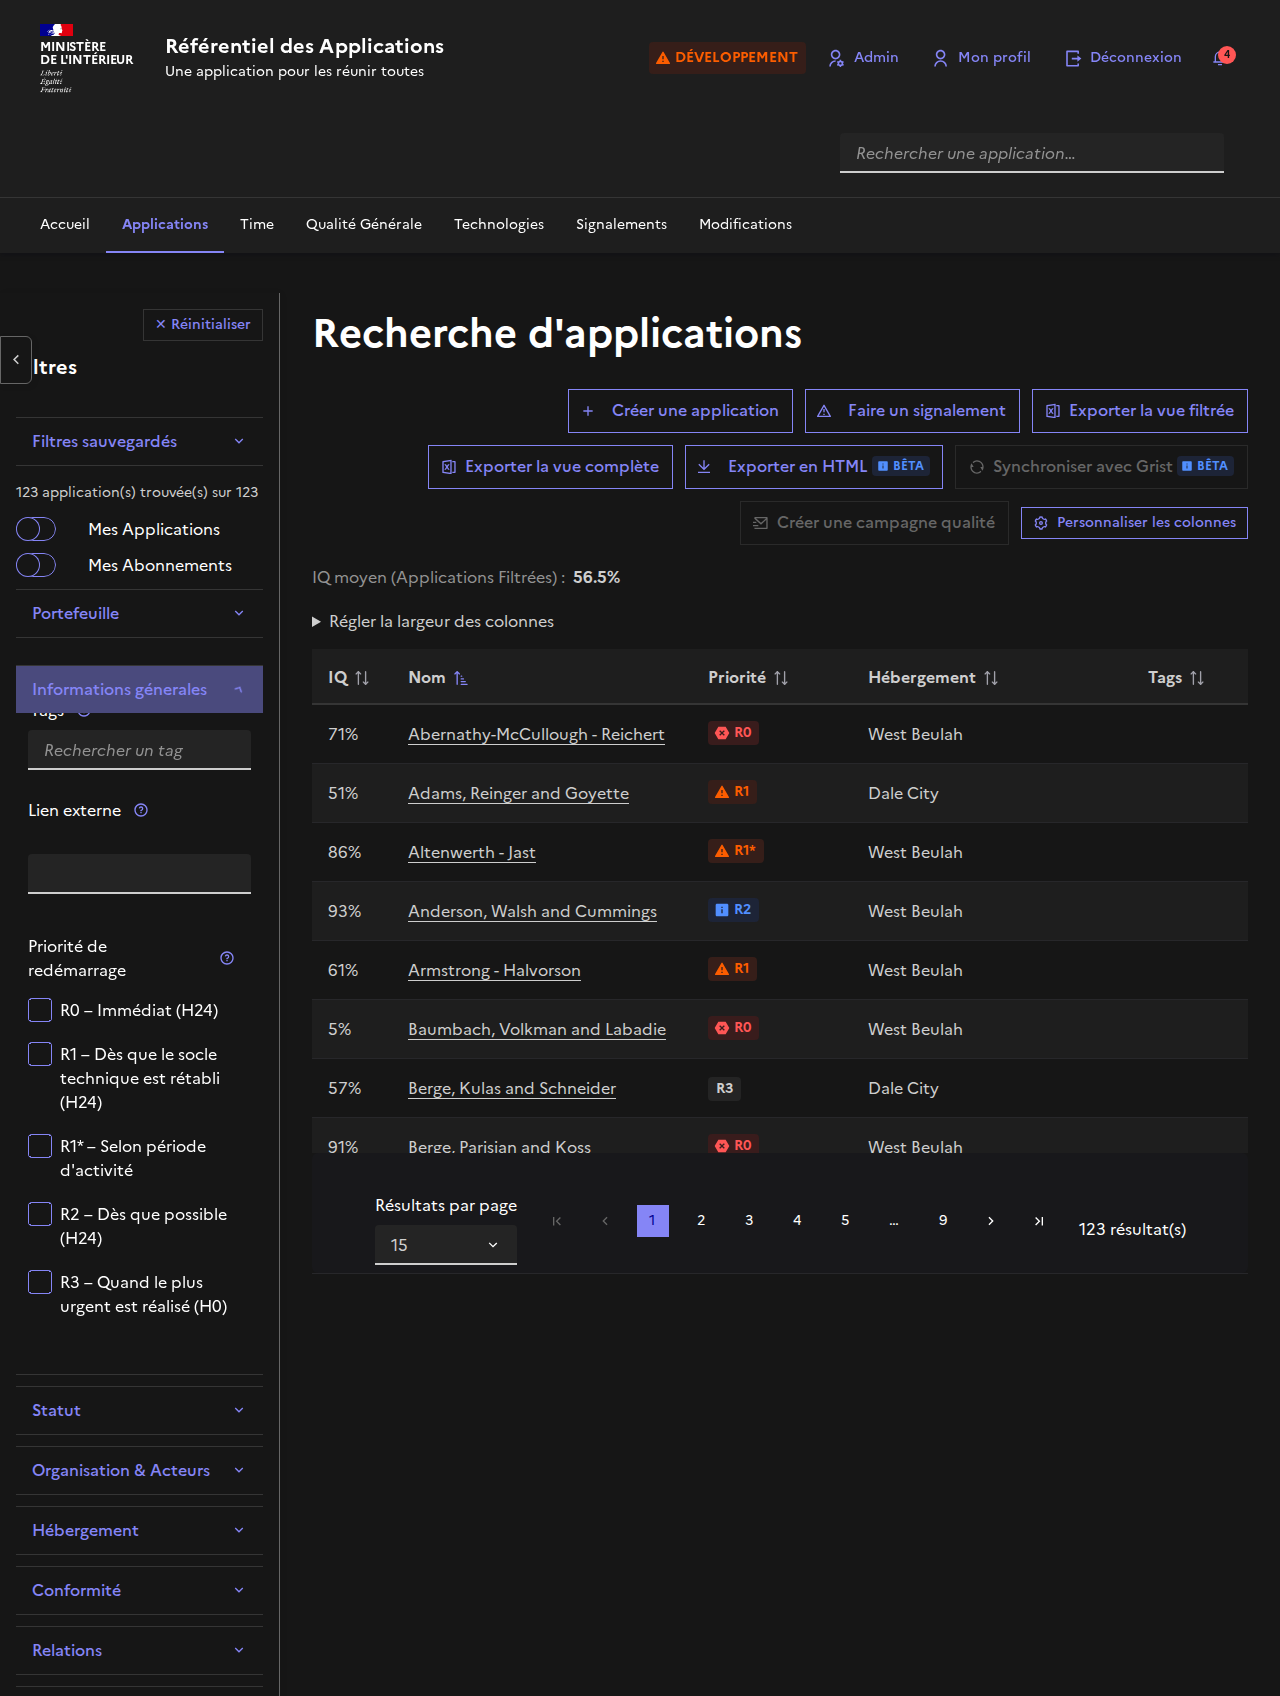 MINISTÈRE
DE L'INTÉRIEUR
Liberté
Égalité
Fraternité
Référentiel des Applications
Une application pour les réunir toutes
DÉVELOPPEMENT
Admin
Mon profil
Déconnexion
4
Rechercher une application…
Accueil
Applications
Time
Qualité Générale
Technologies
Signalements
Modifications
Réinitialiser
ltres
Filtres sauvegardés
123 application(s) trouvée(s) sur 123
Mes Applications
Mes Abonnements
Portefeuille
Informations génerales
Tags
Rechercher un tag
Lien externe
Priorité de
redémarrage
R0 – Immédiat (H24)
R1 – Dès que le socle
technique est rétabli
(H24)
R1* – Selon période
d'activité
R2 – Dès que possible
(H24)
R3 – Quand le plus
urgent est réalisé (H0)
Statut
Organisation & Acteurs
Hébergement
Conformité
Relations
Recherche d'applications
Créer une application
Faire un signalement
Exporter la vue filtrée
Exporter la vue complète
Exporter en HTML BÊTA
Synchroniser avec Grist BÊTA
Créer une campagne qualité
Personnaliser les colonnes
IQ moyen (Applications Filtrées) : 56.5%
Régler la largeur des colonnes
IQ Nom Priorité Hébergement Tags
71% Abernathy-McCullough - Reichert R0 West Beulah
51% Adams, Reinger and Goyette R1 Dale City
86% Altenwerth - Jast R1* West Beulah
93% Anderson, Walsh and Cummings R2 West Beulah
61% Armstrong - Halvorson R1 West Beulah
5% Baumbach, Volkman and Labadie R0 West Beulah
57% Berge, Kulas and Schneider R3 Dale City
91% Berge, Parisian and Koss R0 West Beulah
Résultats par page
15
1 2 3 4 5 … 9
123 résultat(s)